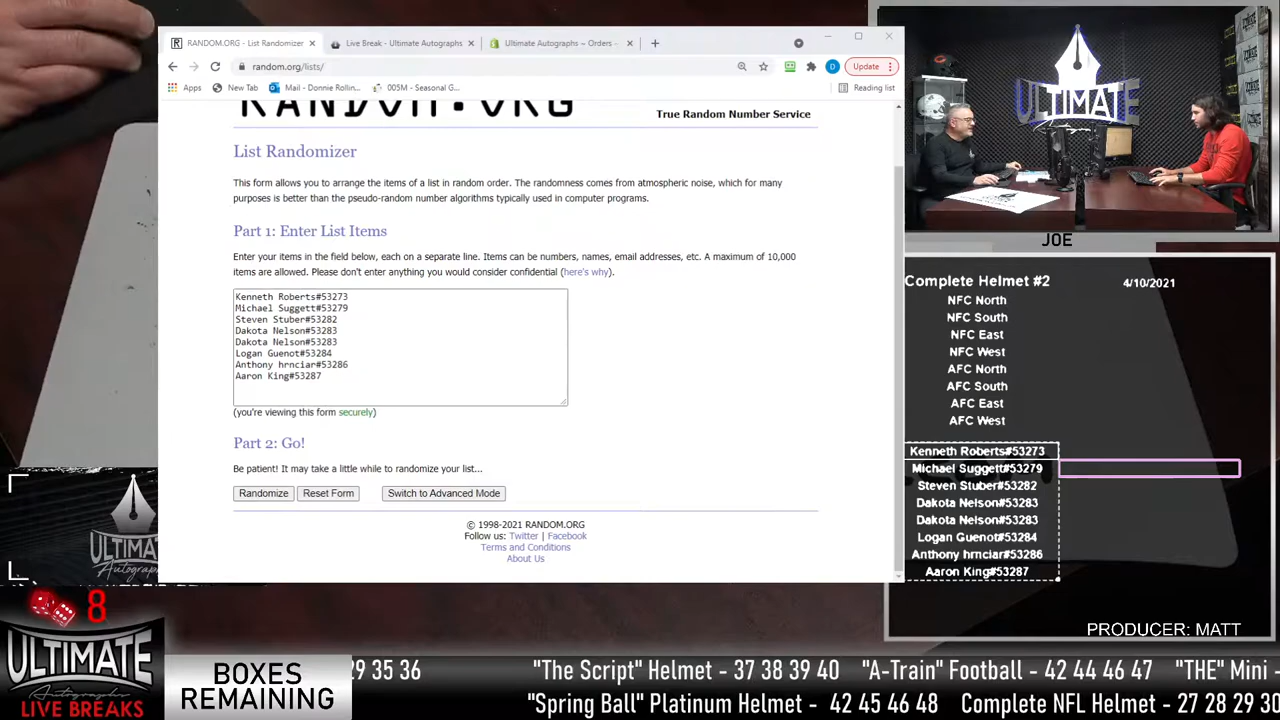 RANDOM.ORG - List Randomizer
Live Break - Ultimate Autographs
Ultimate Autographs ~ Orders -
random.org/lists/
Update
Apps
New Tab
Mail - Donnie Rollin...
005M - Seasonal G...
Reading list
RANDOM.ORG
True Random Number Service
List Randomizer
This form allows you to arrange the items of a list in random order. The randomness comes from atmospheric noise, which for many
purposes is better than the pseudo-random number algorithms typically used in computer programs.
Part 1: Enter List Items
Enter your items in the field below, each on a separate line. Items can be numbers, names, email addresses, etc. A maximum of 10,000
items are allowed. Please don't enter anything you would consider confidential (here's why).
Kenneth Roberts#53273
Michael Suggett#53279
Steven Stuber#53282
Dakota Nelson#53283
Dakota Nelson#53283
Logan Guenot#53284
Anthony hrnciar#53286
Aaron King#53287
(you're viewing this form securely)
Part 2: Go!
Be patient! It may take a little while to randomize your list...
Randomize
Reset Form
Switch to Advanced Mode
© 1998-2021 RANDOM.ORG
Follow us: Twitter | Facebook
Terms and Conditions
About Us
ULTIMATE
JOE
Complete Helmet #2
4/10/2021
NFC North
NFC South
NFC East
NFC West
AFC North
AFC South
AFC East
AFC West
Kenneth Roberts#53273
Michael Suggett#53279
Steven Stuber#53282
Dakota Nelson#53283
Dakota Nelson#53283
Logan Guenot#53284
Anthony hrnciar#53286
Aaron King#53287
PRODUCER: MATT
ULTIMAT
Autographs
8
ULTIMATE
Autographs
LIVE BREAKS
BOXES
REMAINING
29 35 36
"The Script" Helmet - 37 38 39 40
"A-Train" Football - 42 44 46 47
"THE" Mini -
"Spring Ball" Platinum Helmet - 42 45 46 48
Complete NFL Helmet - 27 28 29 30